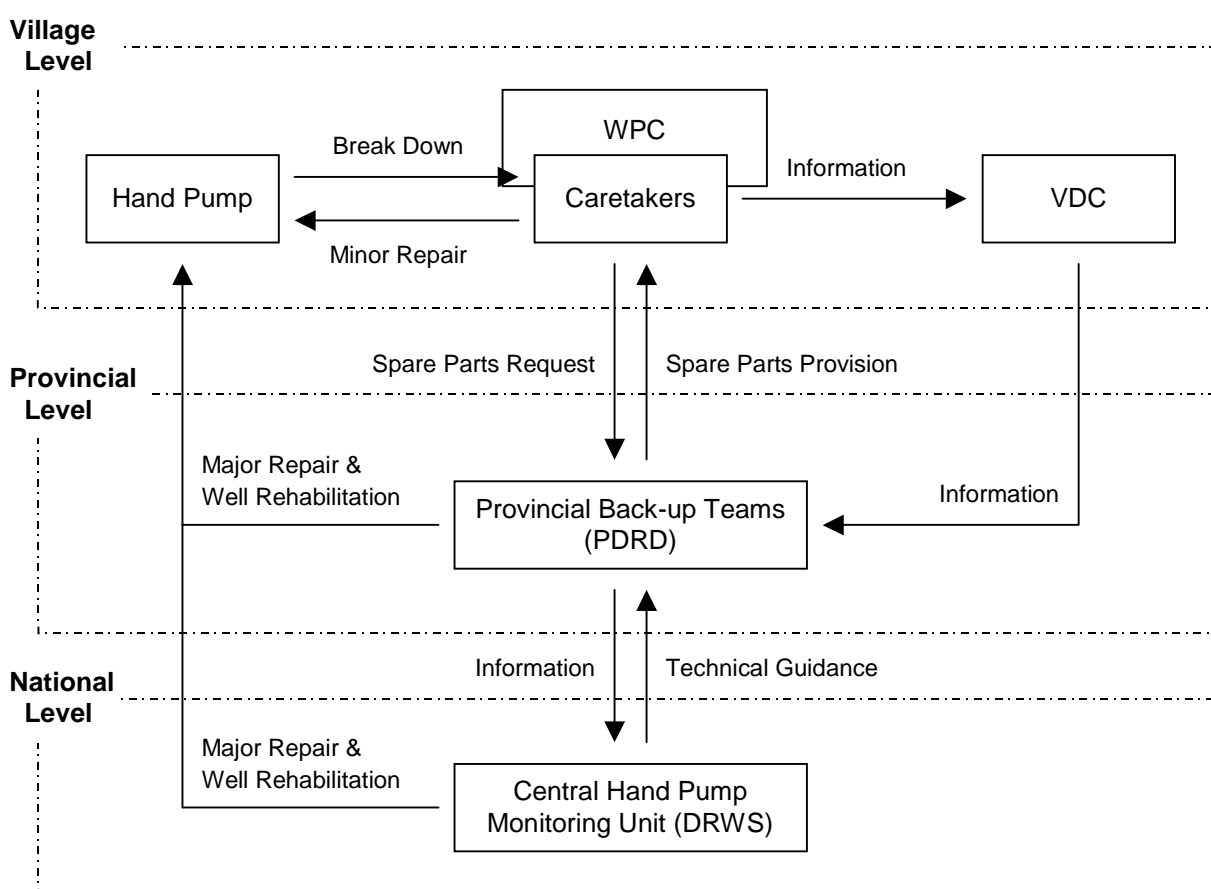 Village
Level
WPC
Break Down
Information
Hand Pump
Caretakers
VDC
Minor Repair
Spare Parts Request
Spare Parts Provision
Provincial
Level
Major Repair &
Well Rehabilitation
Provincial Back-up Teams
(PDRD)
Information
Information
Technical Guidance
National
Level
Major Repair &
Well Rehabilitation
Central Hand Pump
Monitoring Unit (DRWS)